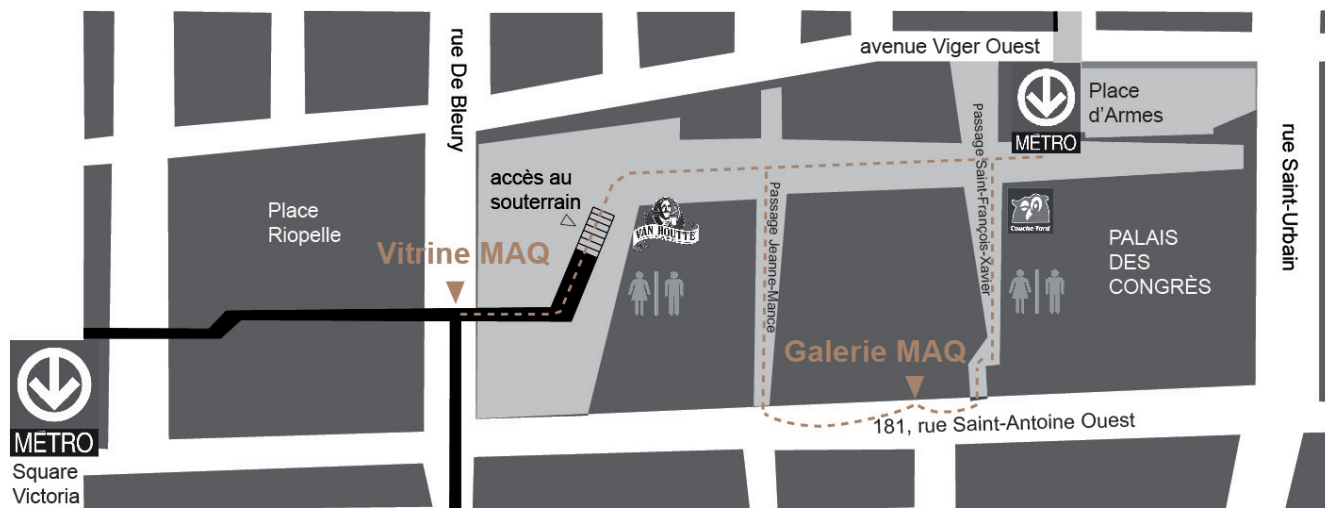 avenue Viger Ouest
rue De Bleury
Place
d'Armes
MÉTRO
rue Saint-Urbain
Passage Saint-François-Xavier
Passage Jeanne-Mance
accès au
souterrain
VAN HOUTTE
Couche-Tard
Place
Riopelle
Vitrine MAQ
PALAIS
DES
CONGRÈS
Galerie MAQ
181, rue Saint-Antoine Ouest
MÉTRO
Square
Victoria